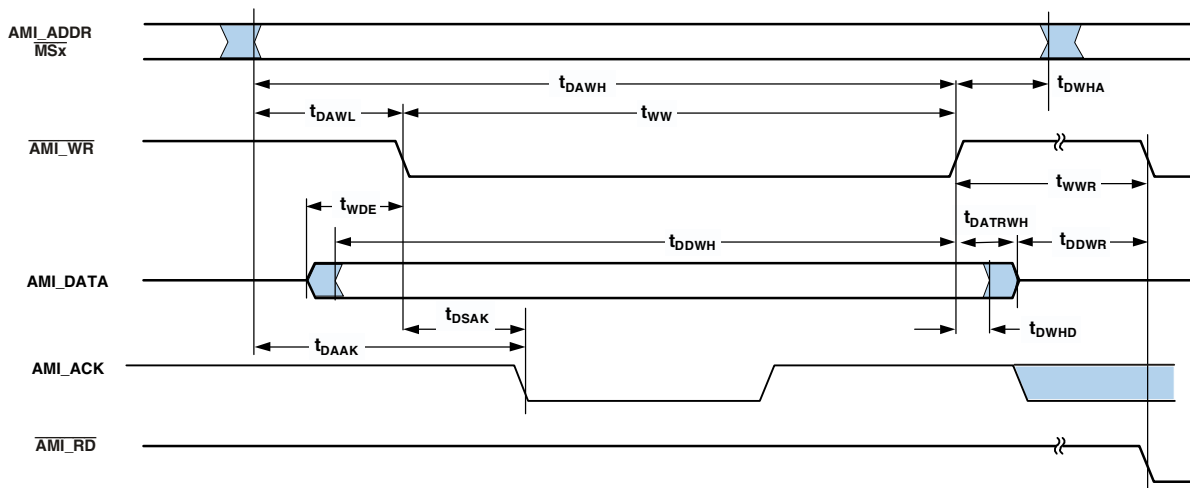 AMI_ADDR
MSx
tDAWH
tDWHA
tDAWL
tWW
AMI_WR
tWWR
tWDE
tDATRWH
tDDWH
tDDWR
AMI_DATA
tDSAK
tDWHD
tDAAK
AMI_ACK
AMI_RD